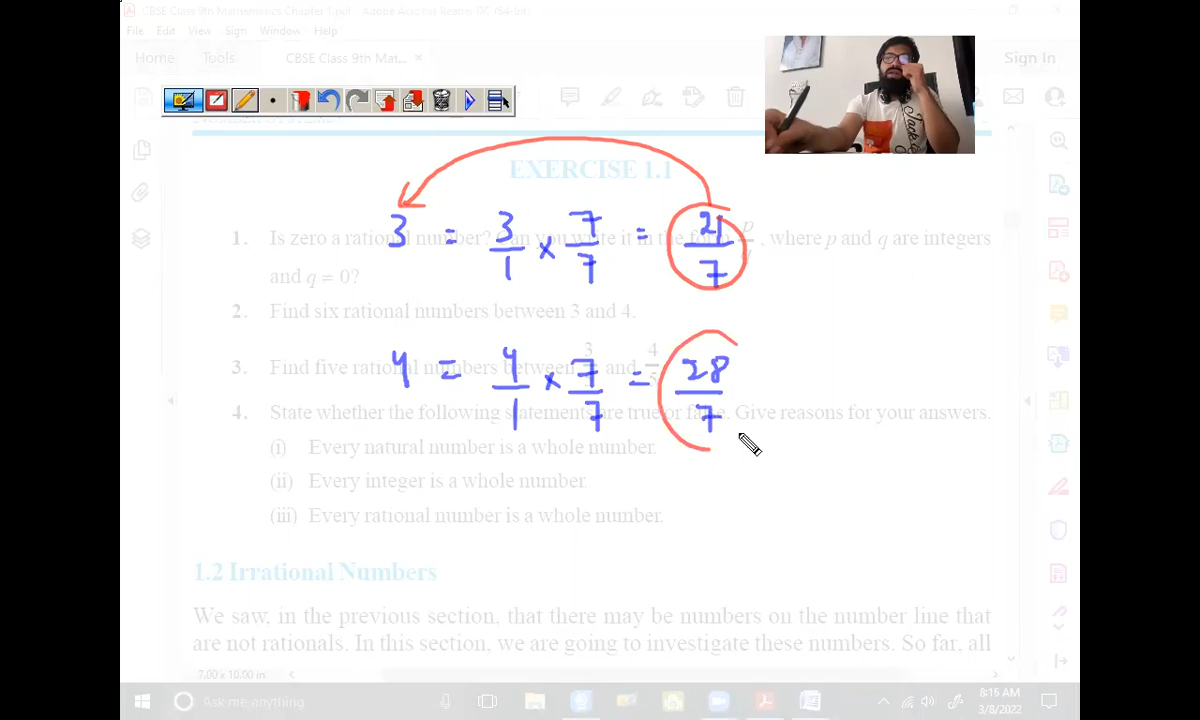 CBSE Class 9th Mathematics Chapter 1.pdf - Adobe Acrobat Reader DC (64-bit)
File Edit View Sign Window Help
Home Tools CBSE Class 9th Mat... × Sign In
EXERCISE 1.1
3 = 3/1 × 7/7 = 21/7
1. Is zero a rational number? Can you write it in the form p/q, where p and q are integers
and q = 0?
2. Find six rational numbers between 3 and 4.
4 = 4/1 × 7/7 = 28/7
3. Find five rational numbers between 3/5 and 4/5
4. State whether the following statements are true or false. Give reasons for your answers.
(i) Every natural number is a whole number.
(ii) Every integer is a whole number.
(iii) Every rational number is a whole number.
1.2 Irrational Numbers
We saw, in the previous section, that there may be numbers on the number line that
are not rationals. In this section, we are going to investigate these numbers. So far, all
7.00 x 10.00 in
Ask me anything
8:15 AM
3/8/2022